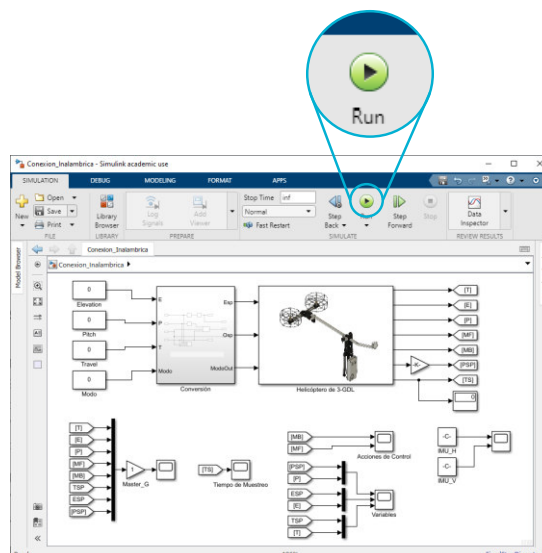 Run
Conexion_Inalambrica - Simulink academic use
SIMULATION DEBUG MODELING FORMAT APPS
New
Open
Save
Print
FILE
Library Browser
LIBRARY
Log Signals
Add Viewer
PREPARE
Stop Time inf
Normal
Fast Restart
Step Back
Run
Step Forward
Stop
SIMULATE
Data Inspector
REVIEW RESULTS
Model Browser
Conexion_Inalambrica
Conexion_Inalambrica
0
Elevation
0
Pitch
0
Travel
0
Modo
E
P
T
Modo
Esp
ModoOut
Conversión
Helicóptero de 3-GDL
[T]
[E]
[P]
[MF]
[MB]
-K-
[PSP]
[TS]
0
[T]
[E]
[P]
[MF]
[MB]
TSP
ESP
[PSP]
1
Master_G
[TS]
Tiempo de Muestreo
[MB]
[MF]
Acciones de Control
[PSP]
[P]
ESP
[E]
TSP
[T]
Variables
-C-
IMU_H
-C-
IMU_V